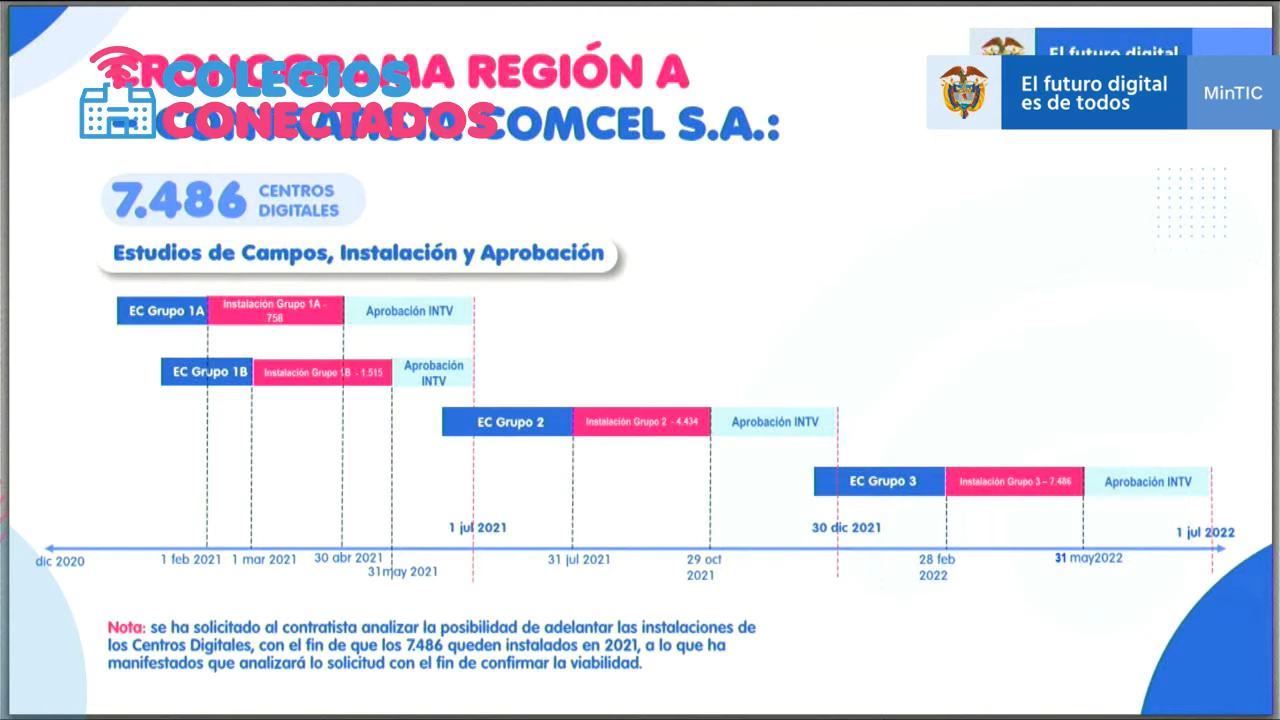 CRONOGRAMA REGIÓN A
COLEGIOS
CONECTADOS
CONTRATISTA COMCEL S.A.:
El futuro digital
El futuro digital
es de todos
MinTIC
7.486 CENTROS
DIGITALES
Estudios de Campos, Instalación y Aprobación
EC Grupo 1A
Instalación Grupo 1A -
758
Aprobación INTV
EC Grupo 1B
Instalación Grupo 1B - 1.515
Aprobación
INTV
EC Grupo 2
Instalación Grupo 2 - 4.434
Aprobación INTV
EC Grupo 3
Instalación Grupo 3 – 7.486
Aprobación INTV
1 jul 2021
30 dic 2021
1 jul 2022
dic 2020
1 feb 2021
1 mar 2021
30 abr 2021
31may 2021
31 jul 2021
29 oct
2021
28 feb
2022
31 may2022
Nota: se ha solicitado al contratista analizar la posibilidad de adelantar las instalaciones de
los Centros Digitales, con el fin de que los 7.486 queden instalados en 2021, a lo que ha
manifestados que analizará lo solicitud con el fin de confirmar la viabilidad.